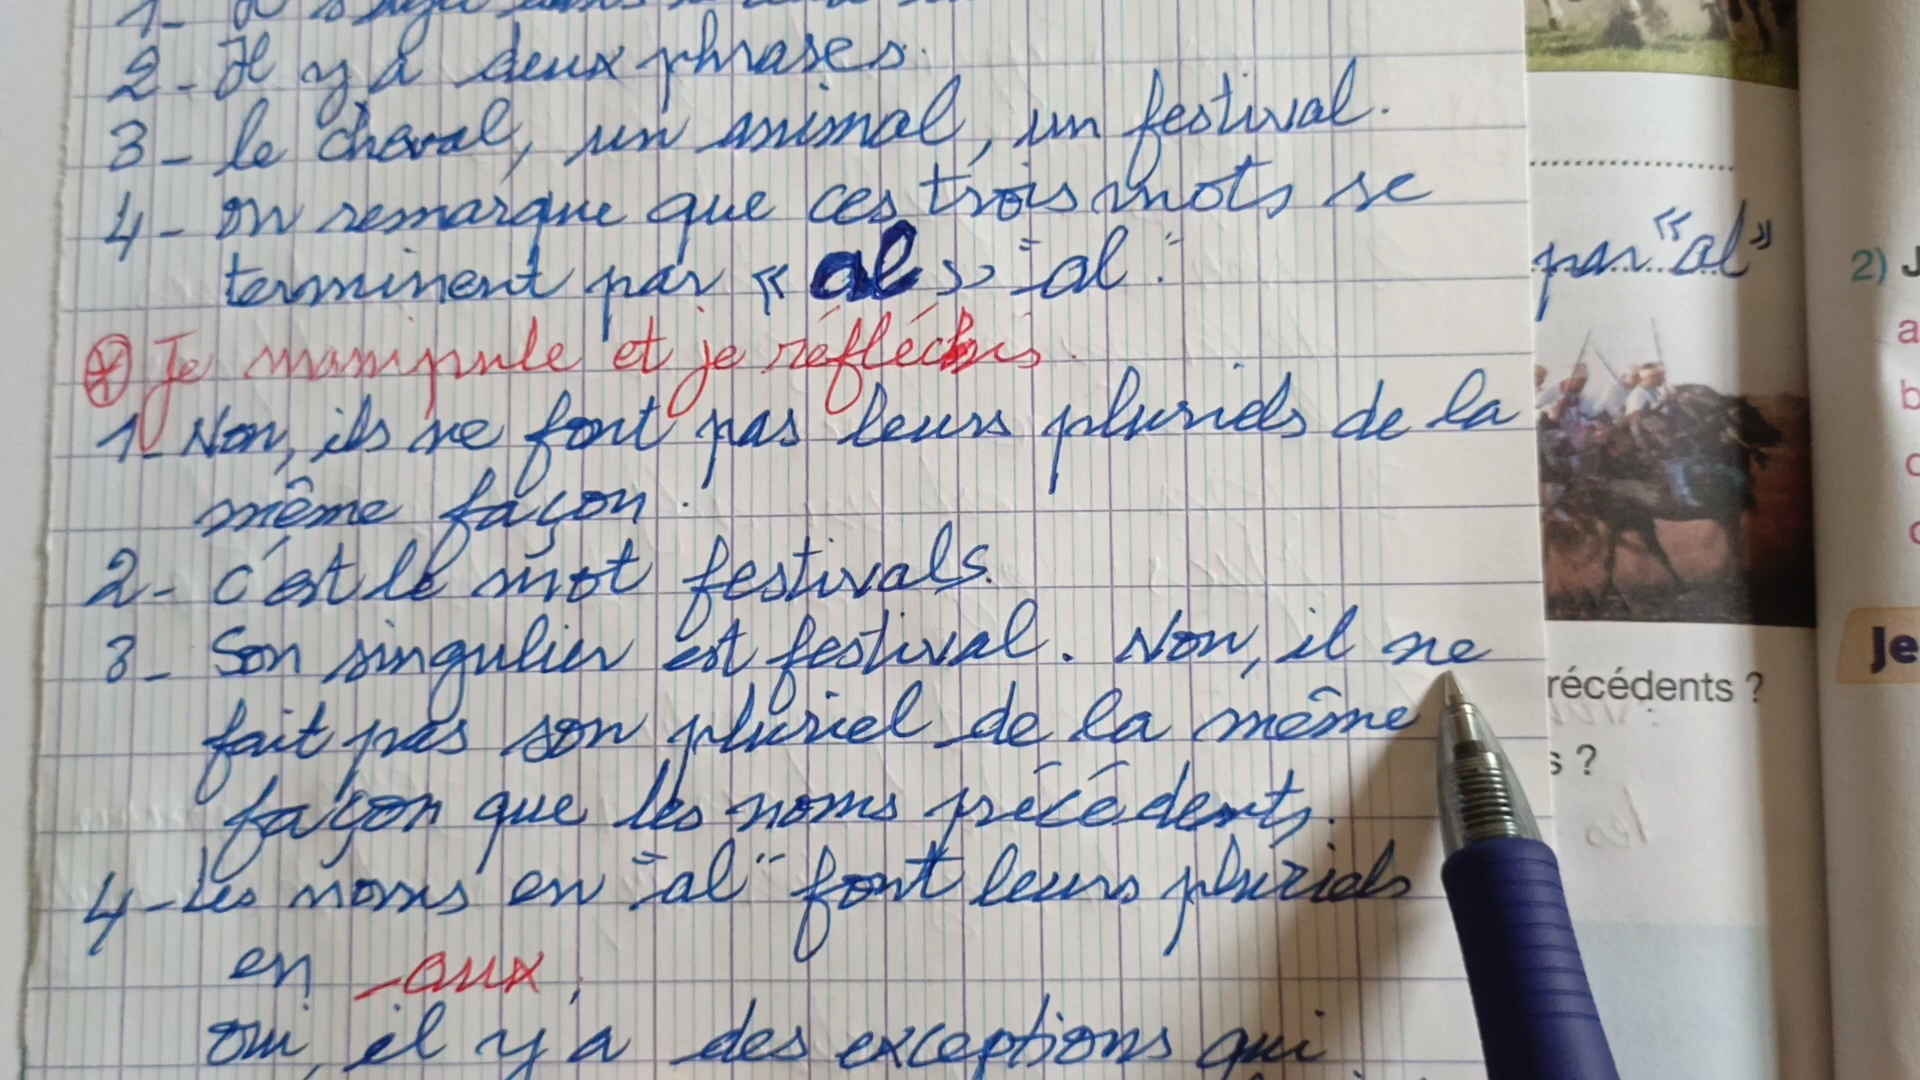 2- Il y a deux phrases.
3- le cheval, un animal, un festival.
4- on remarque que ces trois mots se
terminent par « al » "al".
Je manipule et je réfléchis.
1- Non, ils ne font pas leurs pluriels de la
même façon.
2- c'est le mot festivals.
3- Son singulier est festival. Non, il ne
fait pas son pluriel de la même
façon que les noms précédents.
4- Les noms en "al" font leurs pluriels
en -aux.
oui, il y a des exceptions qui
par "al"
récédents ?
s ?
2) J
a
b
c
Je